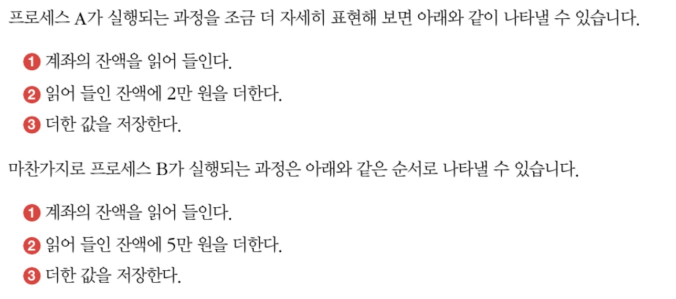 프로세스 A가 실행되는 과정을 조금 더 자세히 표현해 보면 아래와 같이 나타낼 수 있습니다.
1 계좌의 잔액을 읽어 들인다.
2 읽어 들인 잔액에 2만 원을 더한다.
3 더한 값을 저장한다.
마찬가지로 프로세스 B가 실행되는 과정은 아래와 같은 순서로 나타낼 수 있습니다.
1 계좌의 잔액을 읽어 들인다.
2 읽어 들인 잔액에 5만 원을 더한다.
3 더한 값을 저장한다.